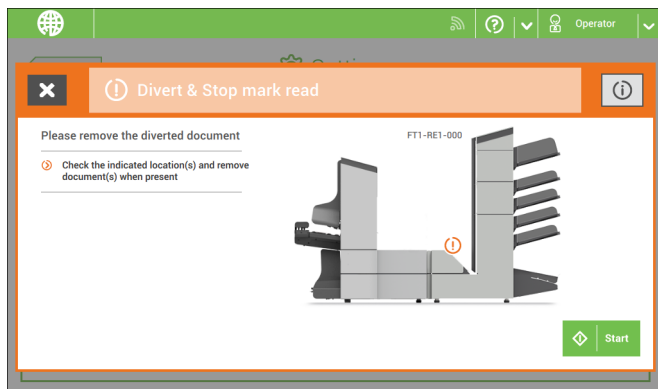 Operator
Divert & Stop mark read
Please remove the diverted document
FT1-RE1-000
Check the indicated location(s) and remove
document(s) when present
Start